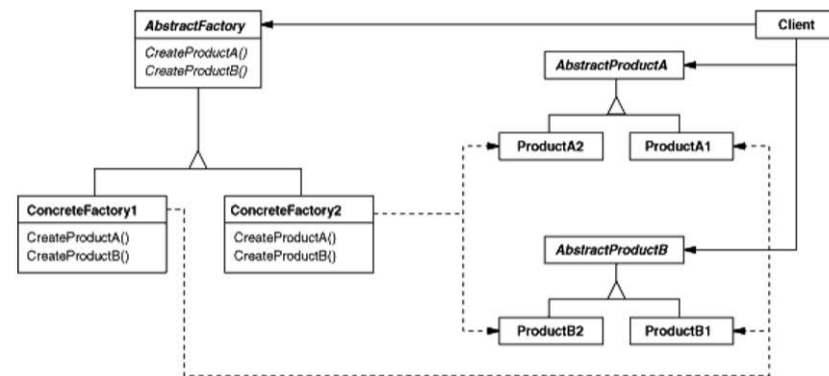 AbstractFactory
CreateProductA()
CreateProductB()
Client
AbstractProductA
ProductA2
ProductA1
ConcreteFactory1
CreateProductA()
CreateProductB()
ConcreteFactory2
CreateProductA()
CreateProductB()
AbstractProductB
ProductB2
ProductB1